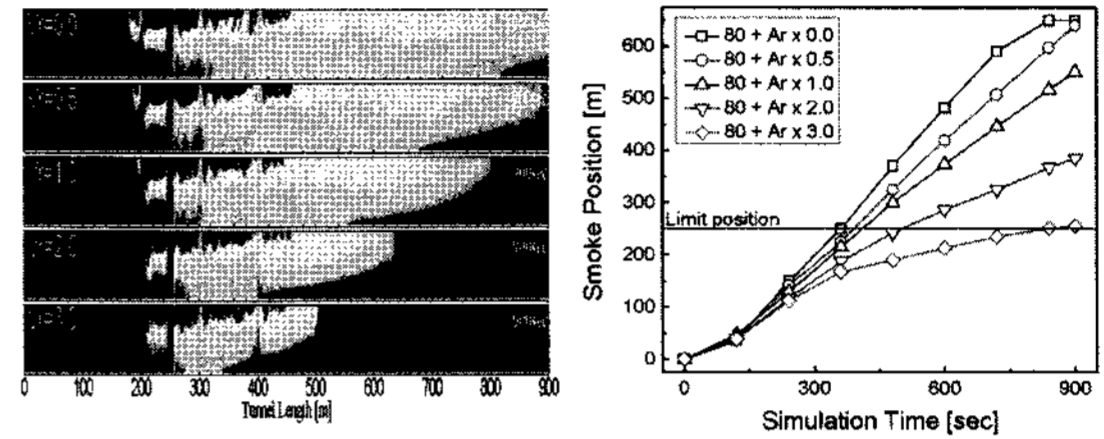 0 100 200 300 400 500 600 700 800 900
Tunnel Length [m]
80 + Ar x 0.0
80 + Ar x 0.5
80 + Ar x 1.0
80 + Ar x 2.0
80 + Ar x 3.0
Limit position
Smoke Position [m]
600
500
400
300
200
100
0
0 300 600 900
Simulation Time [sec]